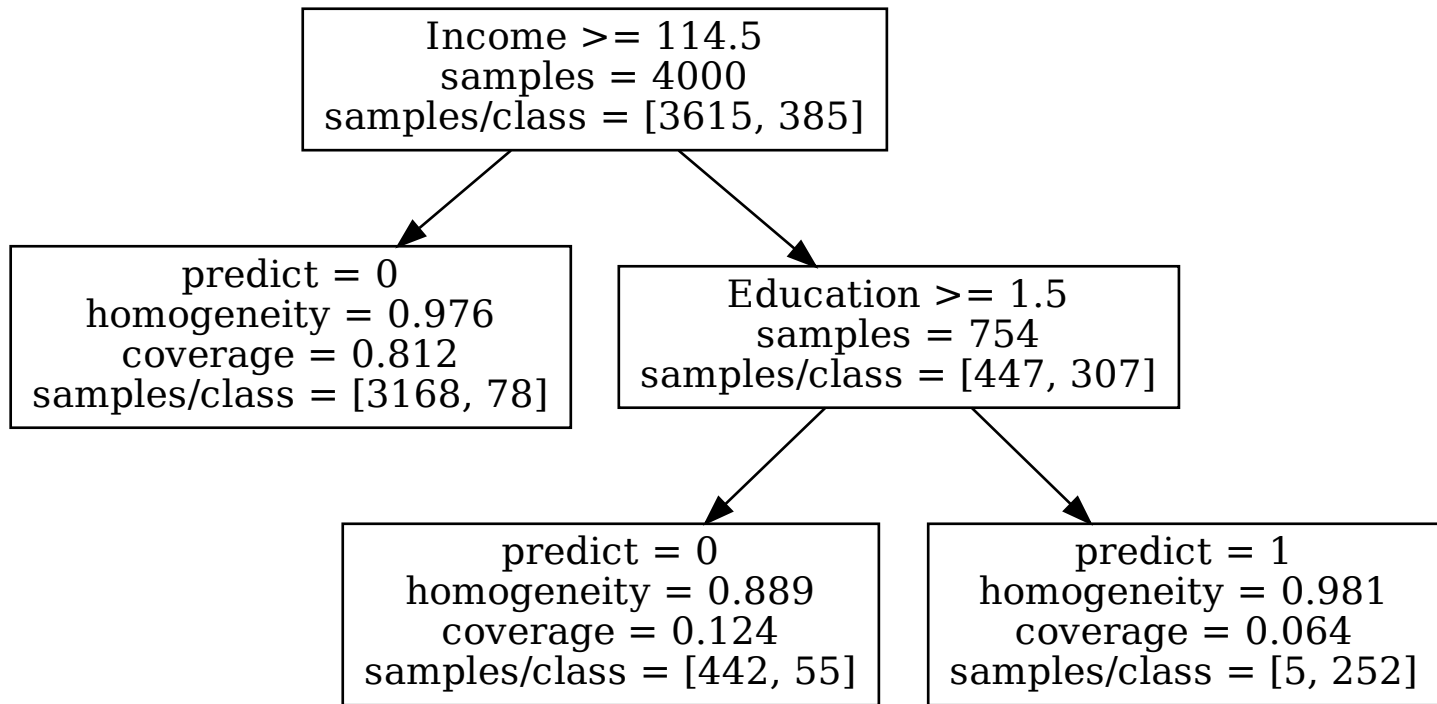 Income >= 114.5
samples = 4000
samples/class = [3615, 385]
predict = 0
homogeneity = 0.976
coverage = 0.812
samples/class = [3168, 78]
Education >= 1.5
samples = 754
samples/class = [447, 307]
predict = 0
homogeneity = 0.889
coverage = 0.124
samples/class = [442, 55]
predict = 1
homogeneity = 0.981
coverage = 0.064
samples/class = [5, 252]